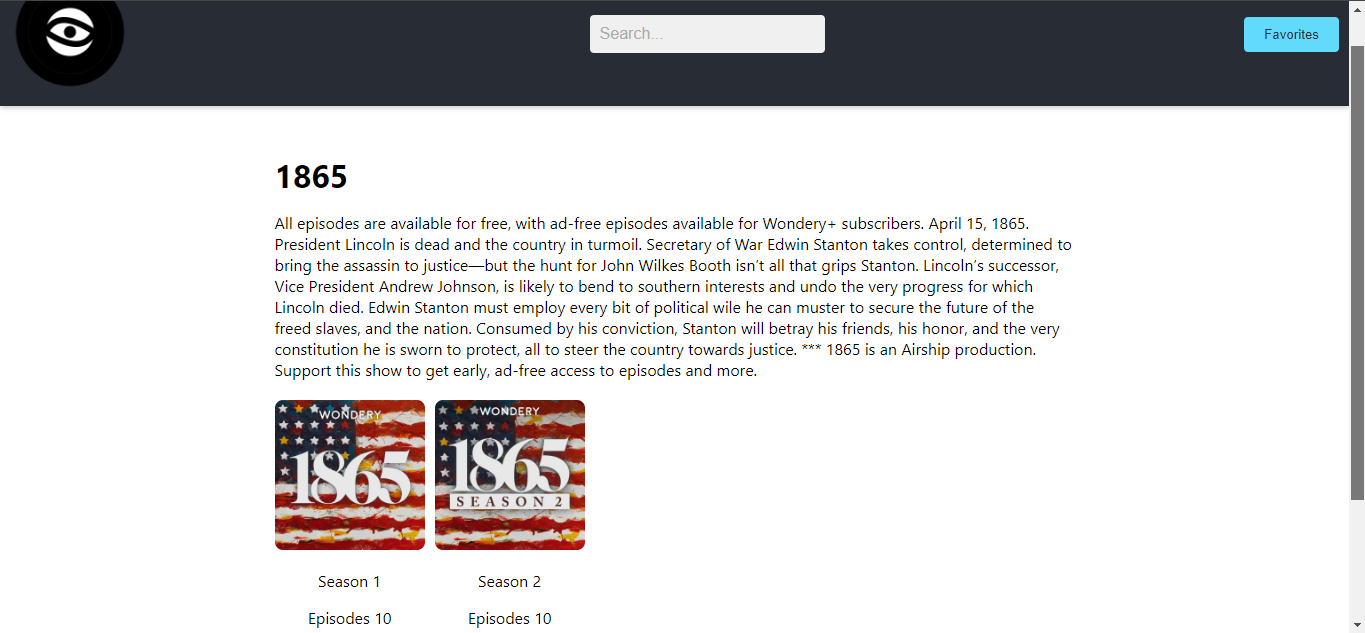 Search...
Favorites
1865
All episodes are available for free, with ad-free episodes available for Wondery+ subscribers. April 15, 1865.
President Lincoln is dead and the country in turmoil. Secretary of War Edwin Stanton takes control, determined to
bring the assassin to justice—but the hunt for John Wilkes Booth isn't all that grips Stanton. Lincoln's successor,
Vice President Andrew Johnson, is likely to bend to southern interests and undo the very progress for which
Lincoln died. Edwin Stanton must employ every bit of political wile he can muster to secure the future of the
freed slaves, and the nation. Consumed by his conviction, Stanton will betray his friends, his honor, and the very
constitution he is sworn to protect, all to steer the country towards justice. *** 1865 is an Airship production.
Support this show to get early, ad-free access to episodes and more.
WONDERY
1865
WONDERY
1865
SEASON 2
Season 1
Season 2
Episodes 10
Episodes 10